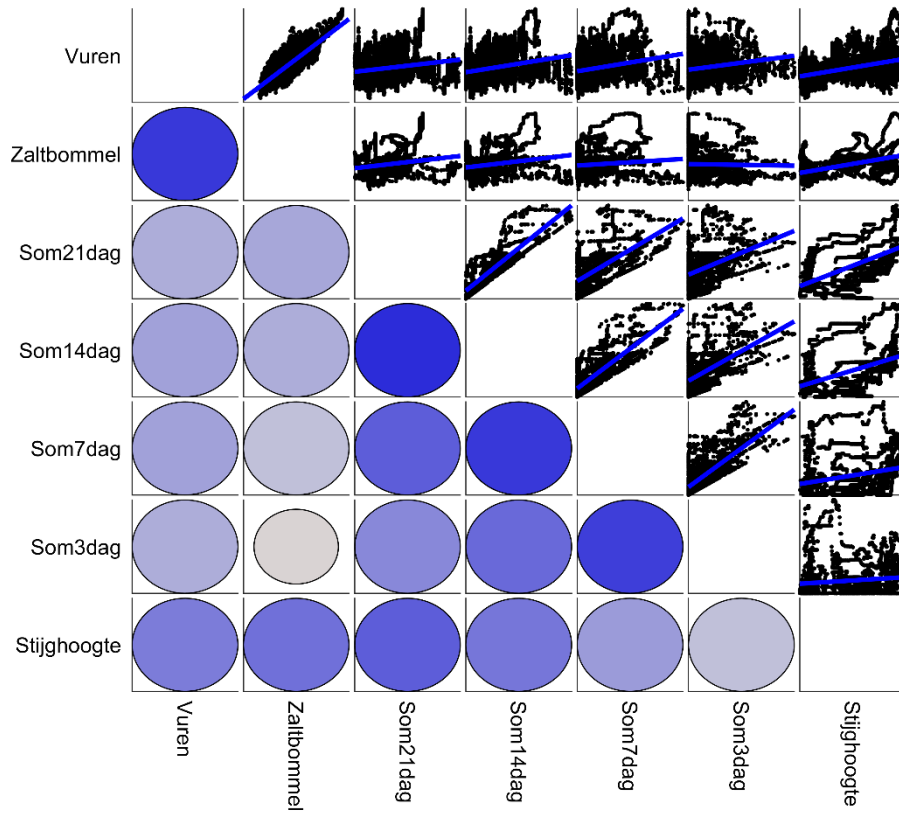 Vuren
Zaltbommel
Som21dag
Som14dag
Som7dag
Som3dag
Stijghoogte
Vuren
Zaltbommel
Som21dag
Som14dag
Som7dag
Som3dag
Stijghoogte